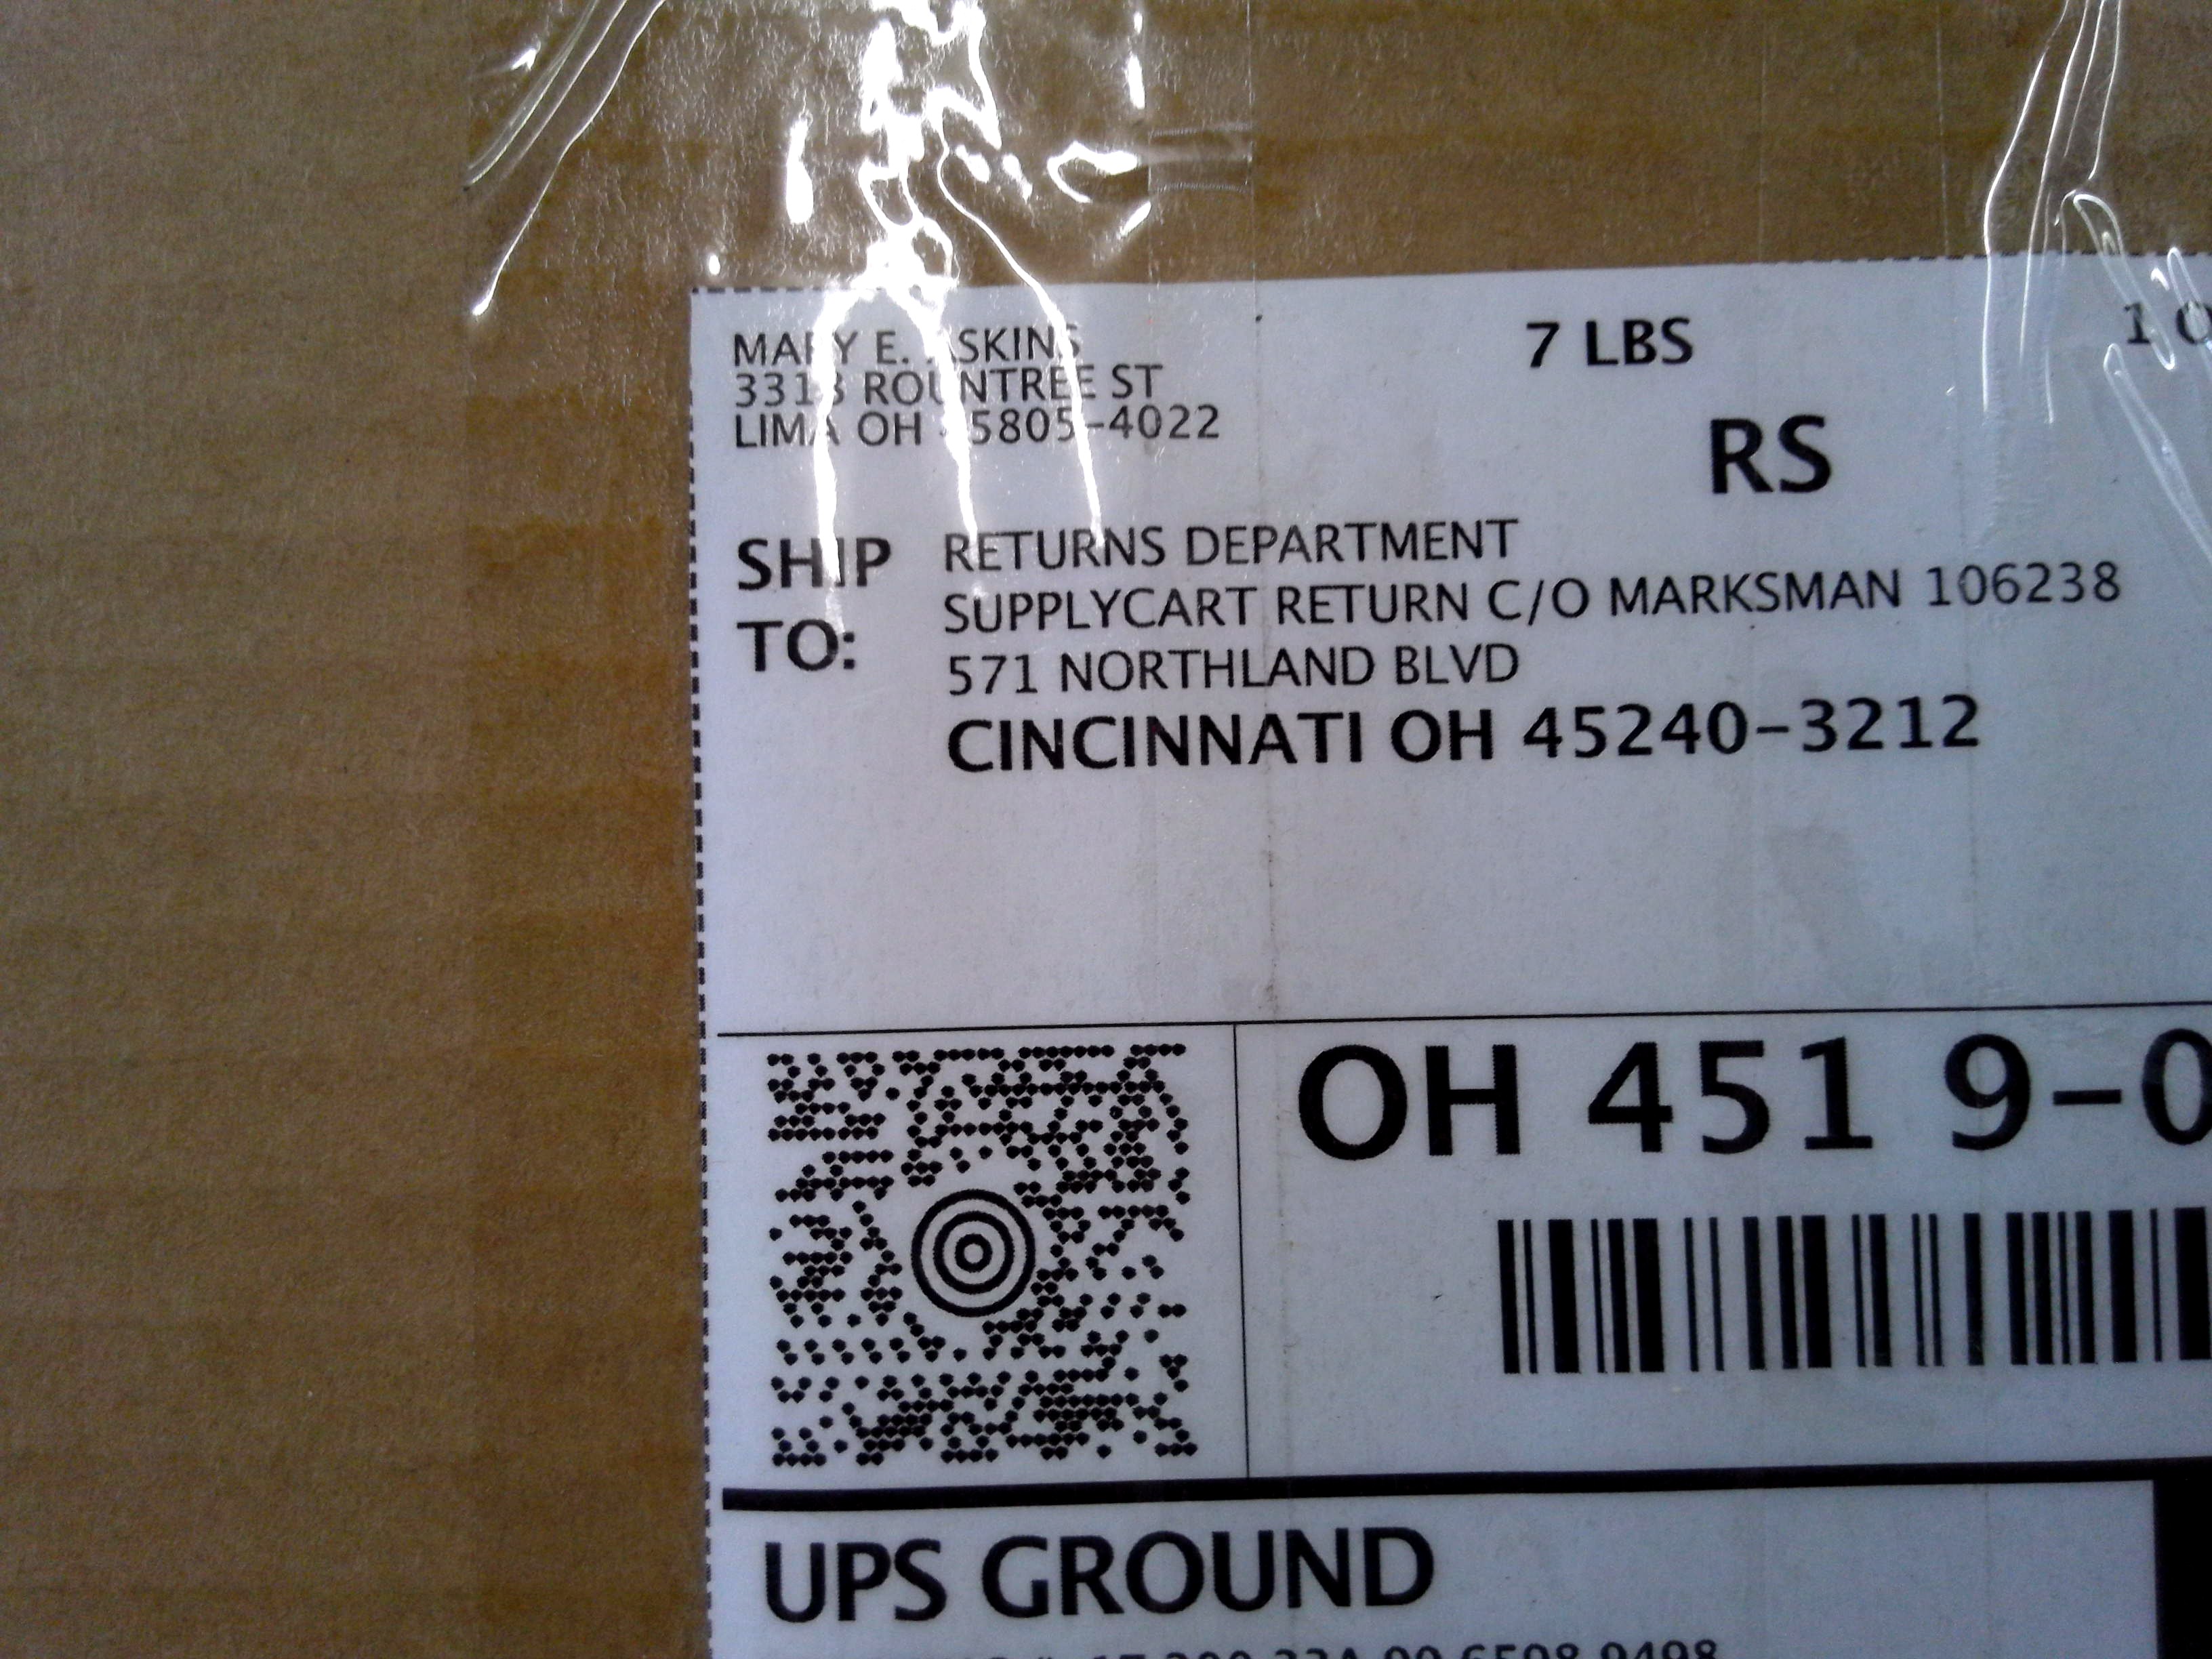 MARY E. ASKINS
3313 ROUNTREE ST
LIMA OH 45805-4022
7 LBS
1 O
RS
SHIP TO:
RETURNS DEPARTMENT
SUPPLYCART RETURN C/O MARKSMAN 106238
571 NORTHLAND BLVD
CINCINNATI OH 45240-3212
OH 451 9-0
UPS GROUND